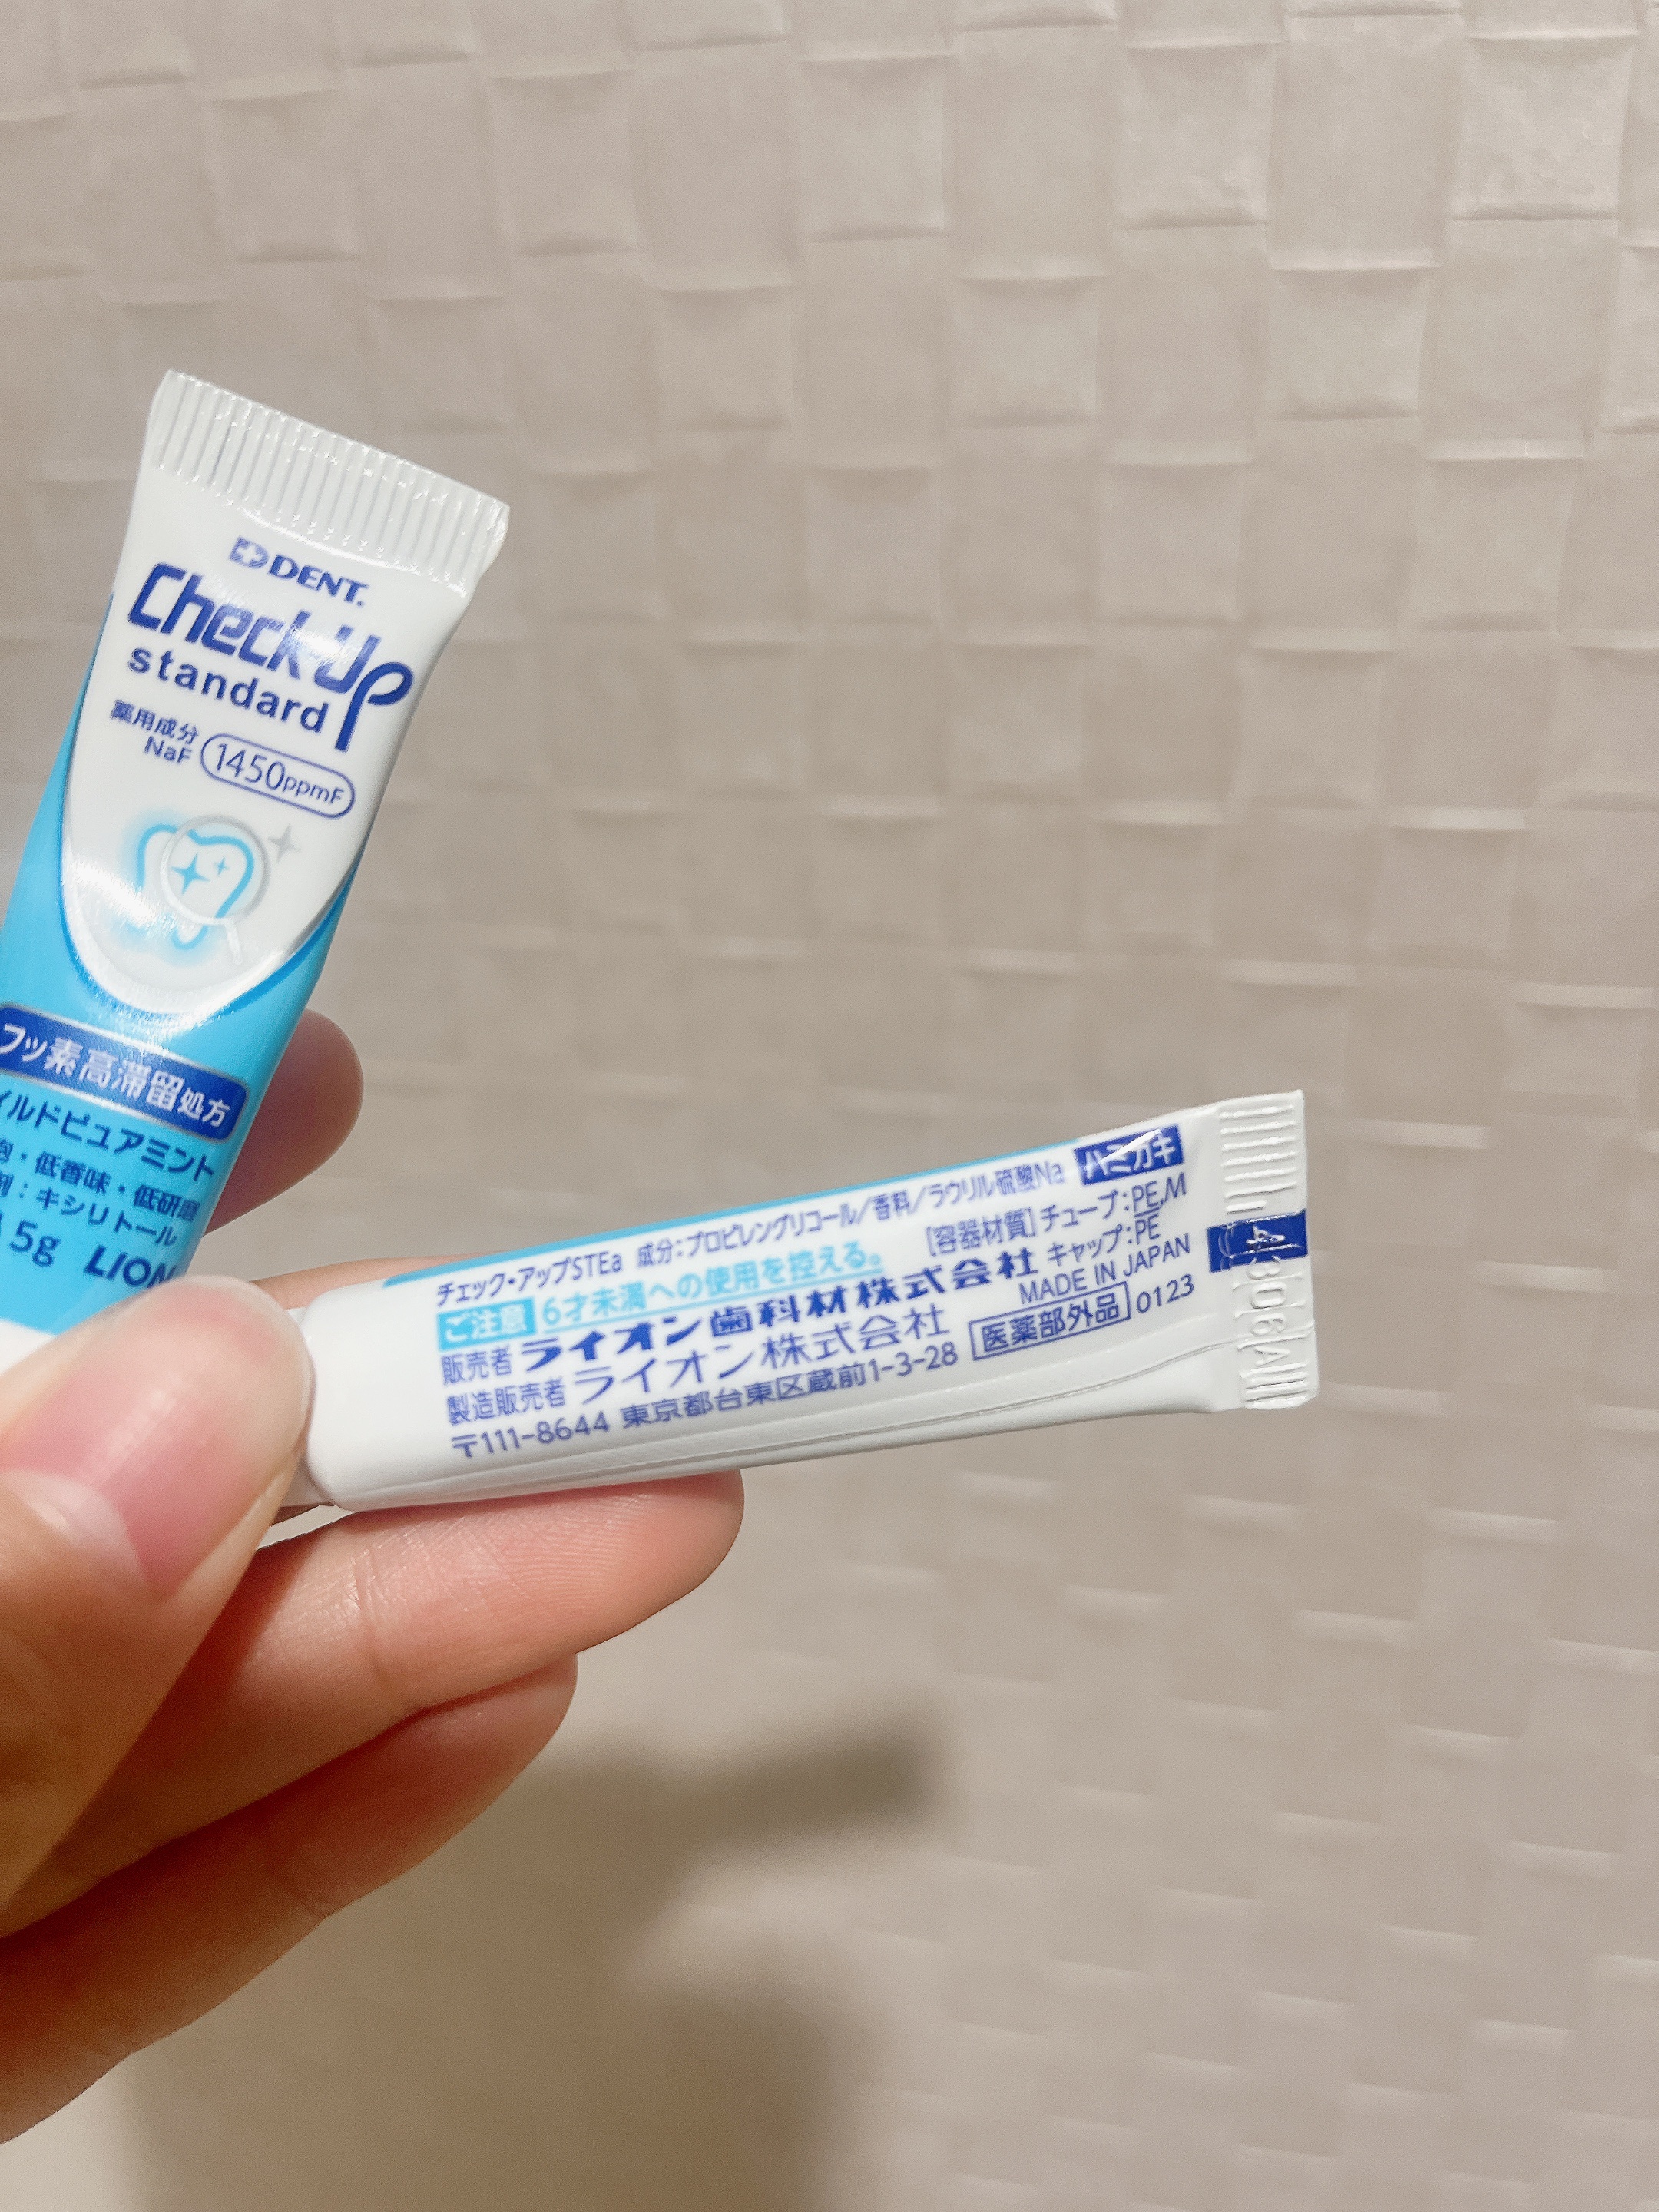 DENT.
Check-Up
standard
薬用成分
NaF 1450ppmF
フッ素高滞留処方
イルドピュアミント
泡・低香味・低研磨
剤：キシリトール
5g LION
チェック・アップSTEa 成分：プロピレングリコール／香料／ラウリル硫酸Na ハミガキ
ご注意 6才未満への使用を控える。 [容器材質] チューブ：PE,M
キャップ：PE
販売者 ライオン歯科材株式会社 MADE IN JAPAN
製造販売者 ライオン株式会社 医薬部外品 0123
〒111-8644 東京都台東区蔵前1-3-28